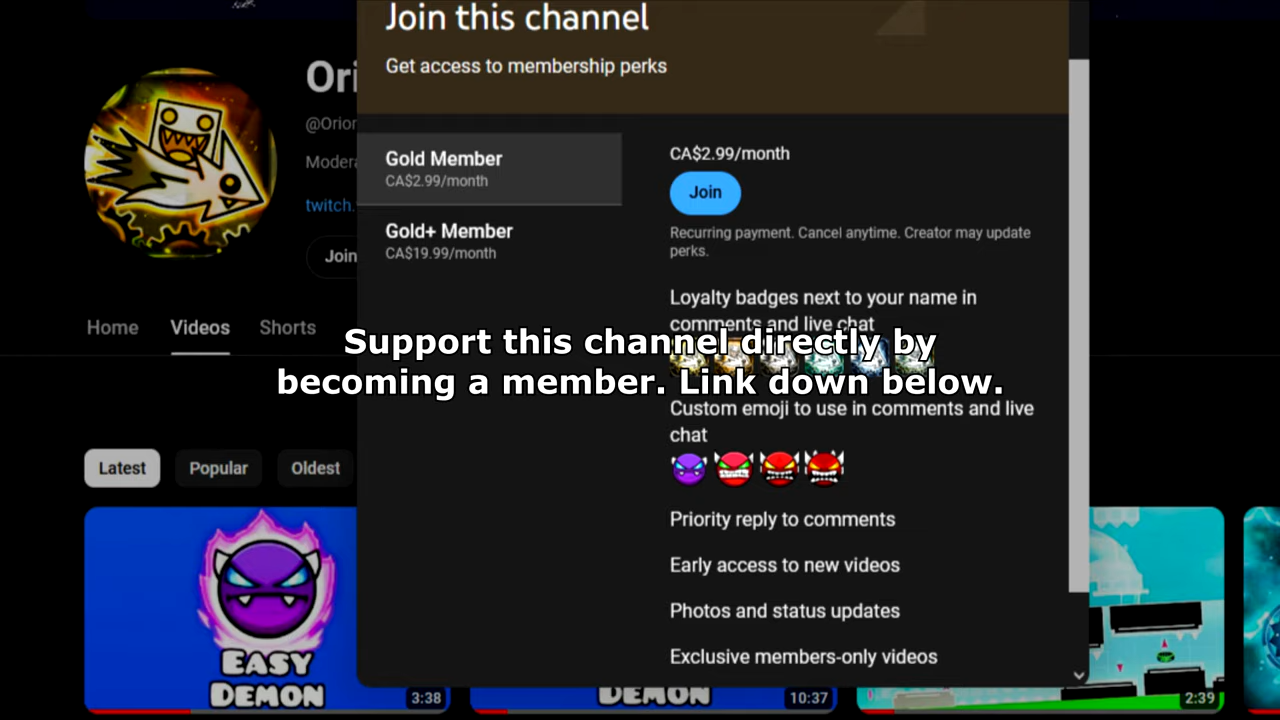 Join this channel
Get access to membership perks
Ori
@Orior
Modera
twitch.
Join
Gold Member
CA$2.99/month
Gold+ Member
CA$19.99/month
CA$2.99/month
Join
Recurring payment. Cancel anytime. Creator may update
perks.
Loyalty badges next to your name in
comments and live chat
Home
Videos
Shorts
Support this channel directly by
becoming a member. Link down below.
Custom emoji to use in comments and live
chat
Latest
Popular
Oldest
Priority reply to comments
Early access to new videos
Photos and status updates
Exclusive members-only videos
EASY
DEMON
3:38
DEMON
10:37
2:39